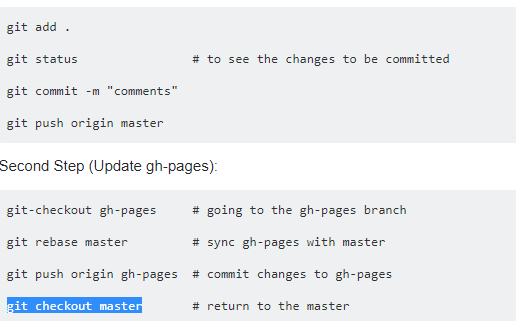 git add .
git status # to see the changes to be committed
git commit -m "comments"
git push origin master
Second Step (Update gh-pages):
git-checkout gh-pages # going to the gh-pages branch
git rebase master # sync gh-pages with master
git push origin gh-pages # commit changes to gh-pages
git checkout master # return to the master